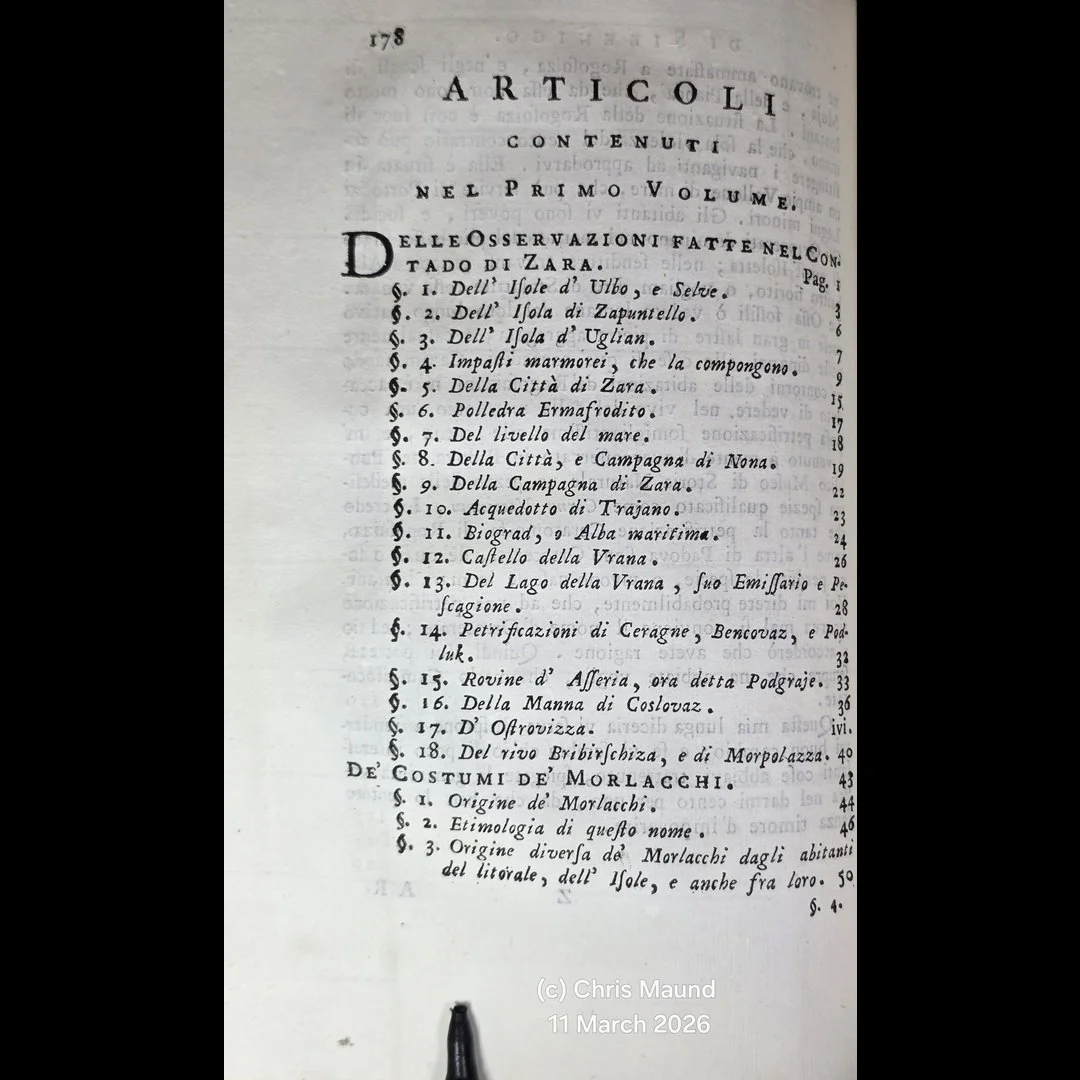 178
ARTICOLI
CONTENUTI
NEL PRIMO VOLUME.
DELLE OSSERVAZIONI FATTE NEL CON-
TADO DI ZARA. Pag. 1
§. 1. Dell' Iſole d' Ulbo, e Selve. 3
§. 2. Dell' Iſola di Zapuntello. 6
§. 3. Dell' Iſola d' Uglian. 7
§. 4. Impaſti marmorei, che la compongono. 9
§. 5. Della Città di Zara. 15
§. 6. Polledra Ermafrodito. 17
§. 7. Del livello del mare. 18
§. 8. Della Città, e Campagna di Nona. 19
§. 9. Della Campagna di Zara. 22
§. 10. Acquedotto di Trajano. 23
§. 11. Biograd, o Alba maritima. 24
§. 12. Caſtello della Vrana. 26
§. 13. Del Lago della Vrana, ſuo Emiſſario e Pe-
ſcagione. 28
§. 14. Petrificazioni di Ceragne, Bencovaz, e Pod-
luk. 32
§. 15. Rovine d' Aſſeria, ora detta Podgraje. 33
§. 16. Della Manna di Coslovaz. 36
§. 17. D' Oſtrovizza. ivi.
§. 18. Del rivo Bribirſchiza, e di Morpolazza. 40
DE' COSTUMI DE' MORLACCHI. 43
§. 1. Origine de' Morlacchi. 44
§. 2. Etimologia di queſto nome. 46
§. 3. Origine diverſa de' Morlacchi dagli abitanti
del litorale, dell' Iſole, e anche fra loro. 50
§. 4.
(c) Chris Maund
11 March 2026